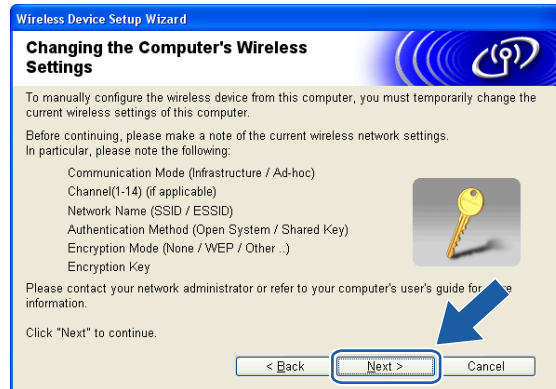 Wireless Device Setup Wizard
Changing the Computer's Wireless
Settings
To manually configure the wireless device from this computer, you must temporarily change the
current wireless settings of this computer.
Before continuing, please make a note of the current wireless network settings.
In particular, please note the following:
Communication Mode (Infrastructure / Ad-hoc)
Channel(1-14) (if applicable)
Network Name (SSID / ESSID)
Authentication Method (Open System / Shared Key)
Encryption Mode (None / WEP / Other ..)
Encryption Key
Please contact your network administrator or refer to your computer's user's guide for
information.
Click "Next" to continue.
< Back Next > Cancel